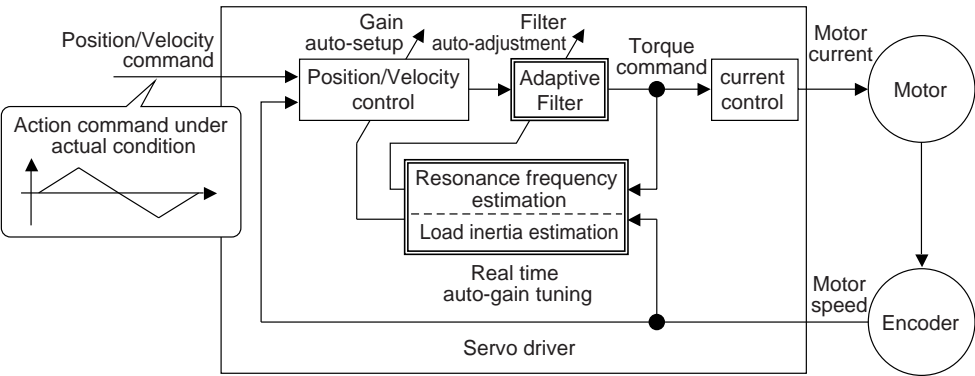 Position/Velocity
command
Action command under
actual condition
Gain
auto-setup
Filter
auto-adjustment
Position/Velocity
control
Adaptive
Filter
Torque
command
current
control
Motor
current
Motor
Resonance frequency
estimation
Load inertia estimation
Real time
auto-gain tuning
Motor
speed
Encoder
Servo driver